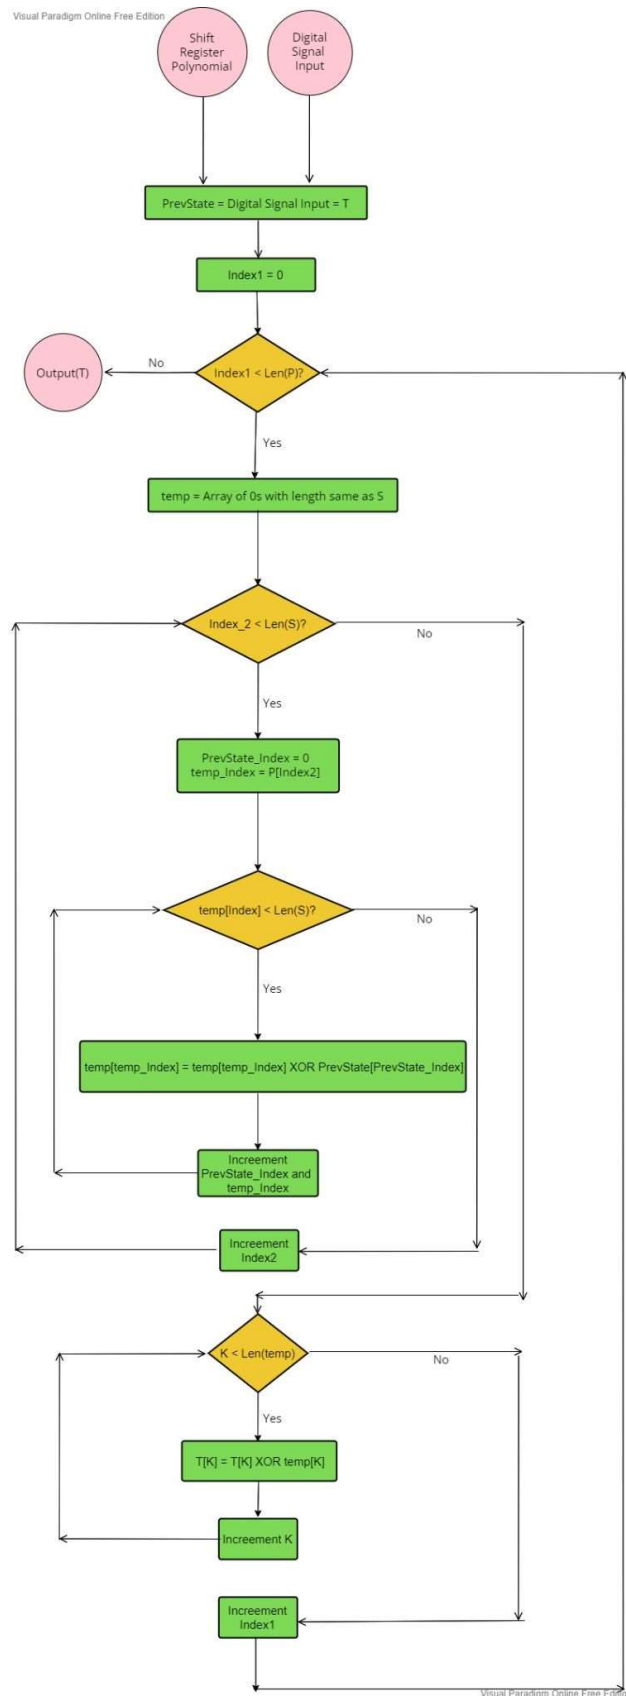 Visual Paradigm Online Free Edition
Shift
Register
Polynomial
Digital
Signal
Input
PrevState = Digital Signal Input = T
Index1 = 0
Output(T)
No
Index1 < Len(P)?
Yes
temp = Array of 0s with length same as S
Index_2 < Len(S)?
No
Yes
PrevState_Index = 0
temp_Index = P[Index2]
temp[Index] < Len(S)?
No
Yes
temp[temp_Index] = temp[temp_Index] XOR PrevState[PrevState_Index]
Increement
PrevState_Index and
temp_Index
Increement
Index2
K < Len(temp)
No
Yes
T[K] = T[K] XOR temp[K]
Increement K
Increement
Index1
Visual Paradigm Online Free Edition